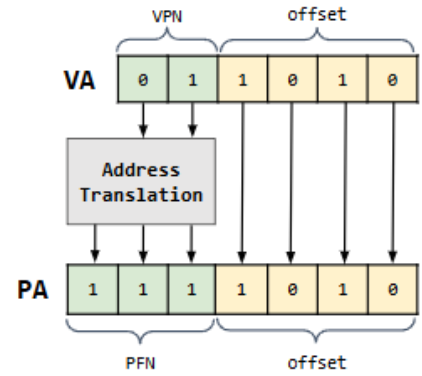 VPN offset
VA 0 1 1 0 1 0
Address
Translation
PA 1 1 1 1 0 1 0
PFN offset